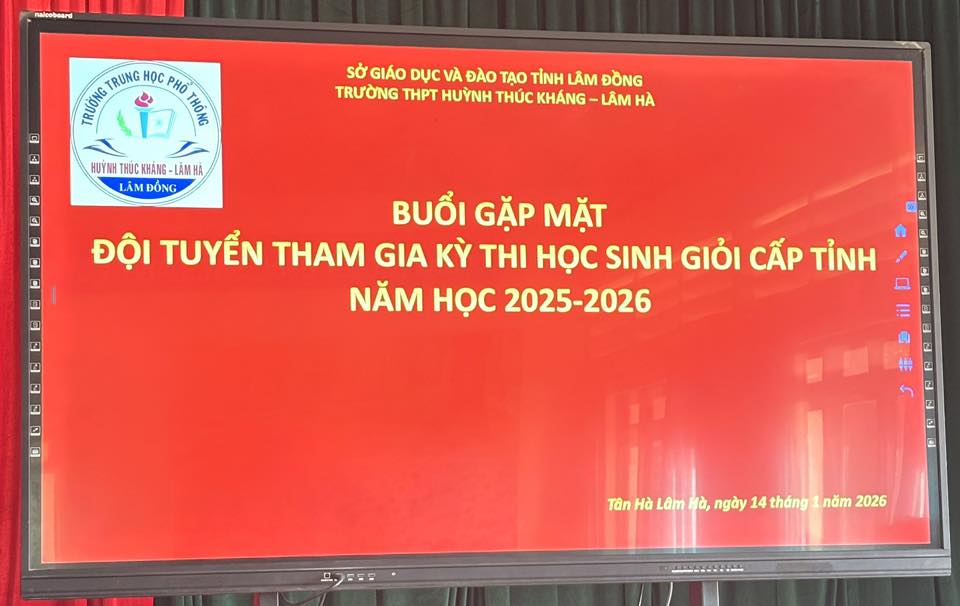 naicoboard
SỞ GIÁO DỤC VÀ ĐÀO TẠO TỈNH LÂM ĐỒNG
TRƯỜNG THPT HUỲNH THÚC KHÁNG – LÂM HÀ
TRƯỜNG TRUNG HỌC PHỔ THÔNG
HUỲNH THÚC KHÁNG - LÂM HÀ
LÂM ĐỒNG
BUỔI GẶP MẶT
ĐỘI TUYỂN THAM GIA KỲ THI HỌC SINH GIỎI CẤP TỈNH
NĂM HỌC 2025-2026
Tân Hà Lâm Hà, ngày 14 tháng 1 năm 2026